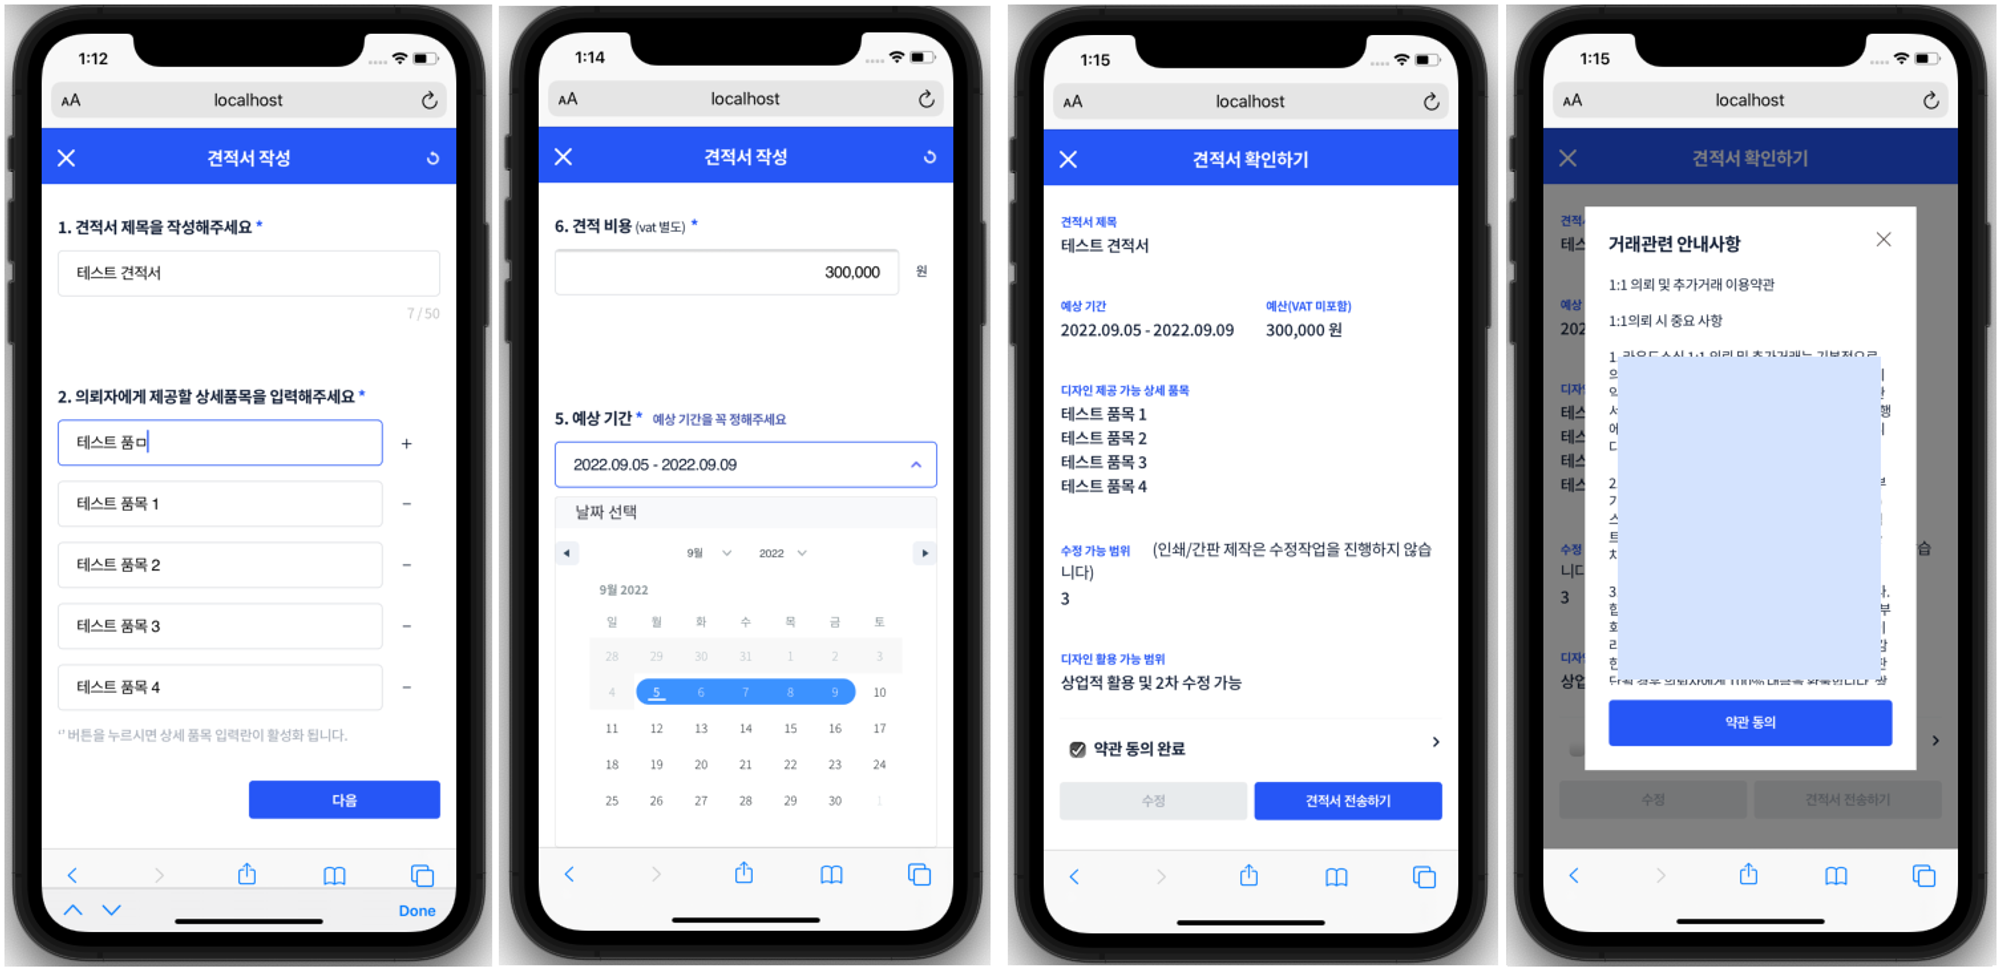 1:12
AA localhost
견적서 작성
1. 견적서 제목을 작성해주세요 *
테스트 견적서
7 / 50
2. 의뢰자에게 제공할 상세품목을 입력해주세요 *
테스트 품ㅁ +
테스트 품목 1 −
테스트 품목 2 −
테스트 품목 3 −
테스트 품목 4 −
'' 버튼을 누르시면 상세 품목 입력란이 활성화 됩니다.
다음
Done
1:14
AA localhost
견적서 작성
6. 견적 비용 (vat 별도) *
300,000 원
5. 예상 기간 * 예상 기간을 꼭 정해주세요
2022.09.05 - 2022.09.09
날짜 선택
9월 2022
9월 2022
일 월 화 수 목 금 토
28 29 30 31 1 2 3
4 5 6 7 8 9 10
11 12 13 14 15 16 17
18 19 20 21 22 23 24
25 26 27 28 29 30 1
1:15
AA localhost
견적서 확인하기
견적서 제목
테스트 견적서
예상 기간 예산(VAT 미포함)
2022.09.05 - 2022.09.09 300,000 원
디자인 제공 가능 상세 품목
테스트 품목 1
테스트 품목 2
테스트 품목 3
테스트 품목 4
수정 가능 범위 (인쇄/간판 제작은 수정작업을 진행하지 않습
니다)
3
디자인 활용 가능 범위
상업적 활용 및 2차 수정 가능
약관 동의 완료
수정 견적서 전송하기
1:15
AA localhost
견적서 확인하기
거래관련 안내사항
1:1 의뢰 및 추가거래 이용약관
1:1의뢰 시 중요 사항
약관 동의
수정 견적서 전송하기